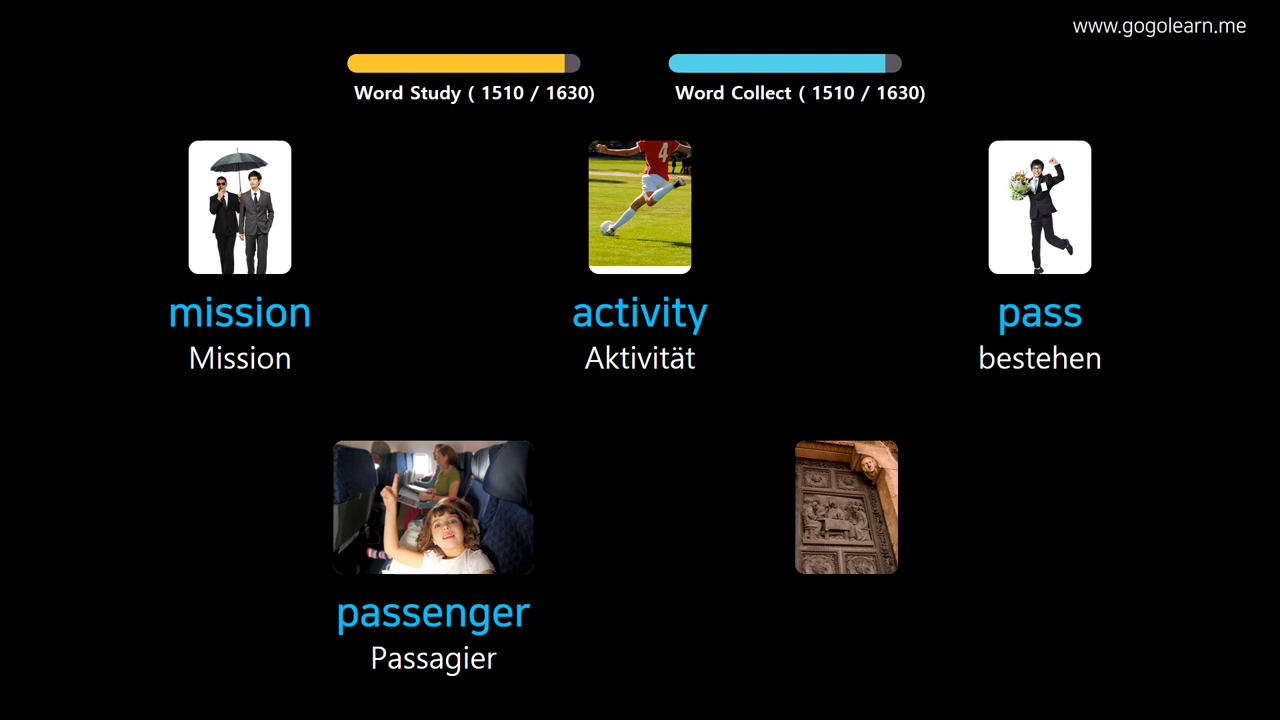 www.gogolearn.me
Word Study ( 1510 / 1630)
Word Collect ( 1510 / 1630)
4
mission
activity
pass
Mission
Aktivität
bestehen
passenger
Passagier